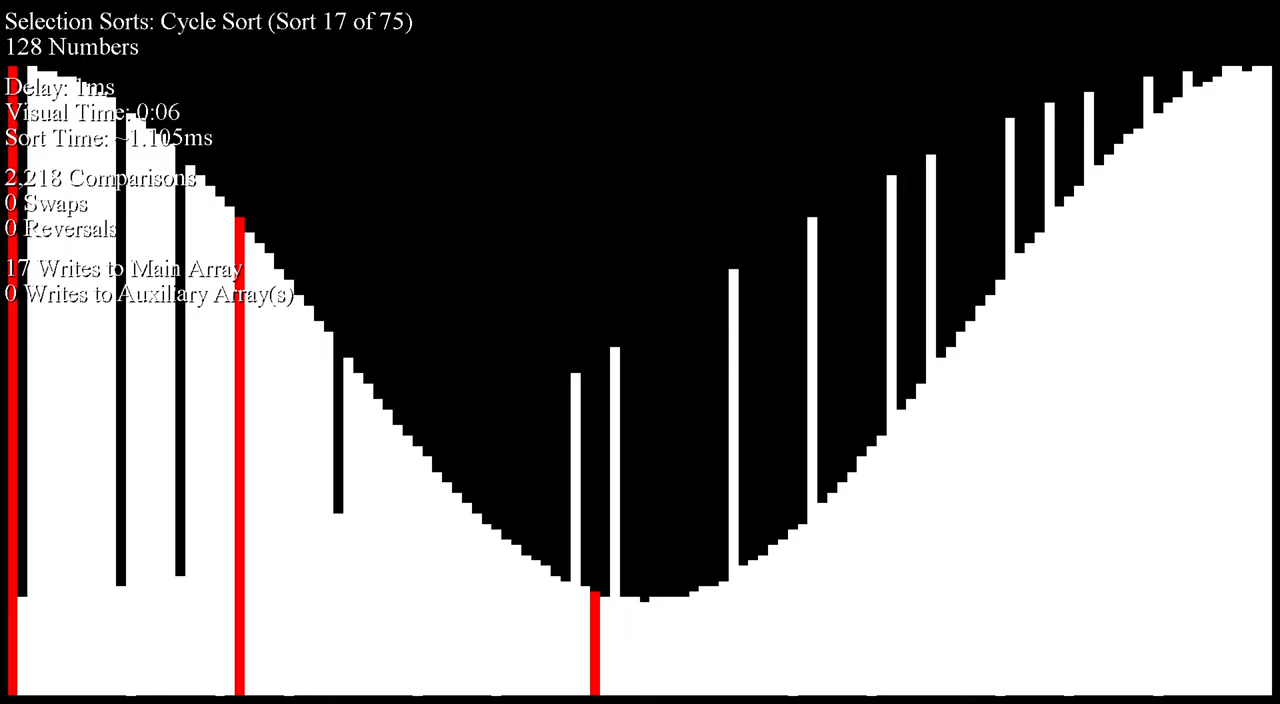 Selection Sorts: Cycle Sort (Sort 17 of 75)
128 Numbers
Delay: 1ms
Visual Time: 0:06
Sort Time: ~1.105ms
2,218 Comparisons
0 Swaps
0 Reversals
17 Writes to Main Array
0 Writes to Auxiliary Array(s)